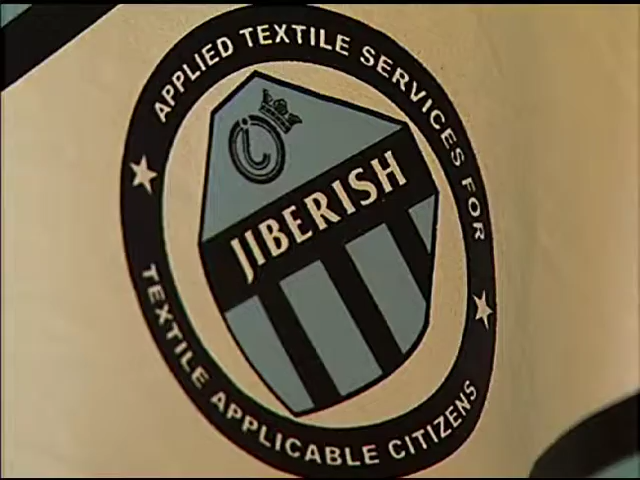 APPLIED TEXTILE SERVICES FOR
JIBERISH
TEXTILE APPLICABLE CITIZENS